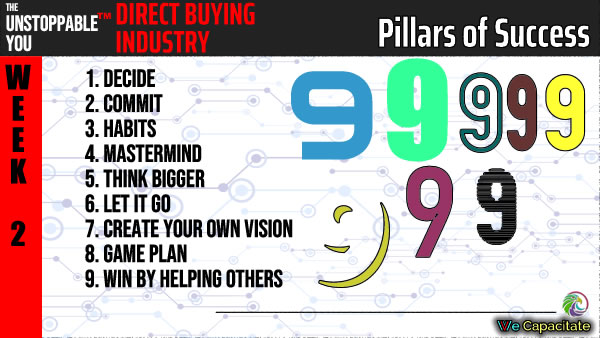 THE
UNSTOPPABLE™
YOU
DIRECT BUYING
INDUSTRY
Pillars of Success
WEEK
2
1. DECIDE
2. COMMIT
3. HABITS
4. MASTERMIND
5. THINK BIGGER
6. LET IT GO
7. CREATE YOUR OWN VISION
8. GAME PLAN
9. WIN BY HELPING OTHERS
9 9 9 9 9
9 9 9
We Capacitate